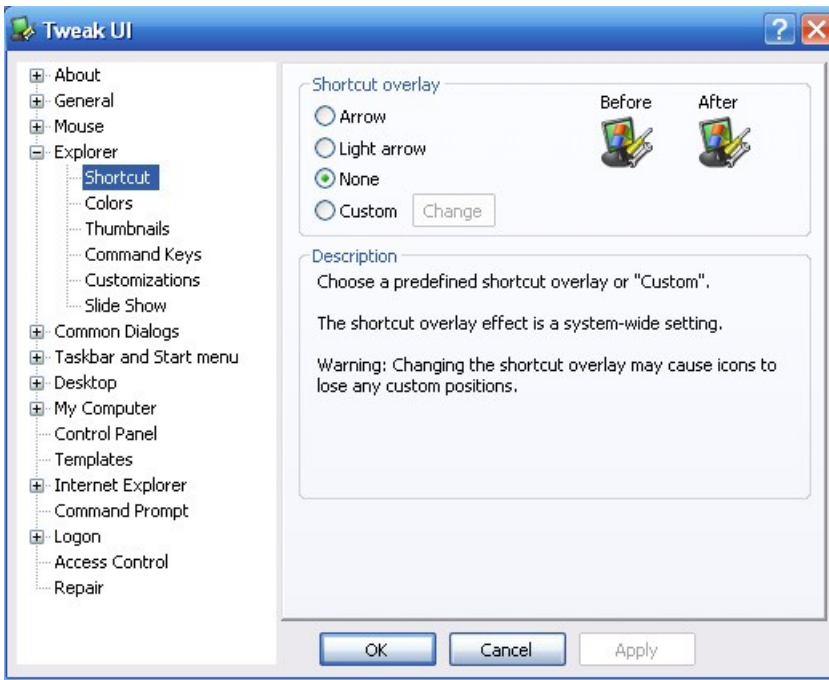 Tweak UI
About
General
Mouse
Explorer
Shortcut
Colors
Thumbnails
Command Keys
Customizations
Slide Show
Common Dialogs
Taskbar and Start menu
Desktop
My Computer
Control Panel
Templates
Internet Explorer
Command Prompt
Logon
Access Control
Repair
Shortcut overlay
Arrow
Light arrow
None
Custom Change
Before After
Description
Choose a predefined shortcut overlay or "Custom".
The shortcut overlay effect is a system-wide setting.
Warning: Changing the shortcut overlay may cause icons to
lose any custom positions.
OK Cancel Apply